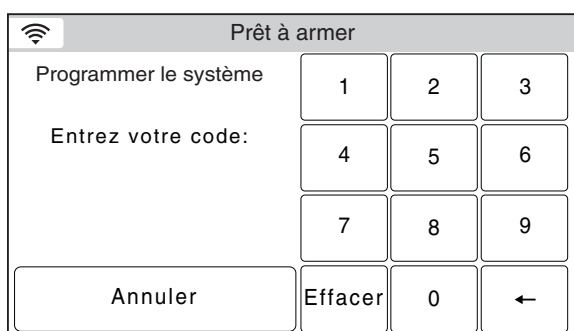 Prêt à armer
Programmer le système
Entrez votre code:
1 2 3
4 5 6
7 8 9
Annuler Effacer 0 ←